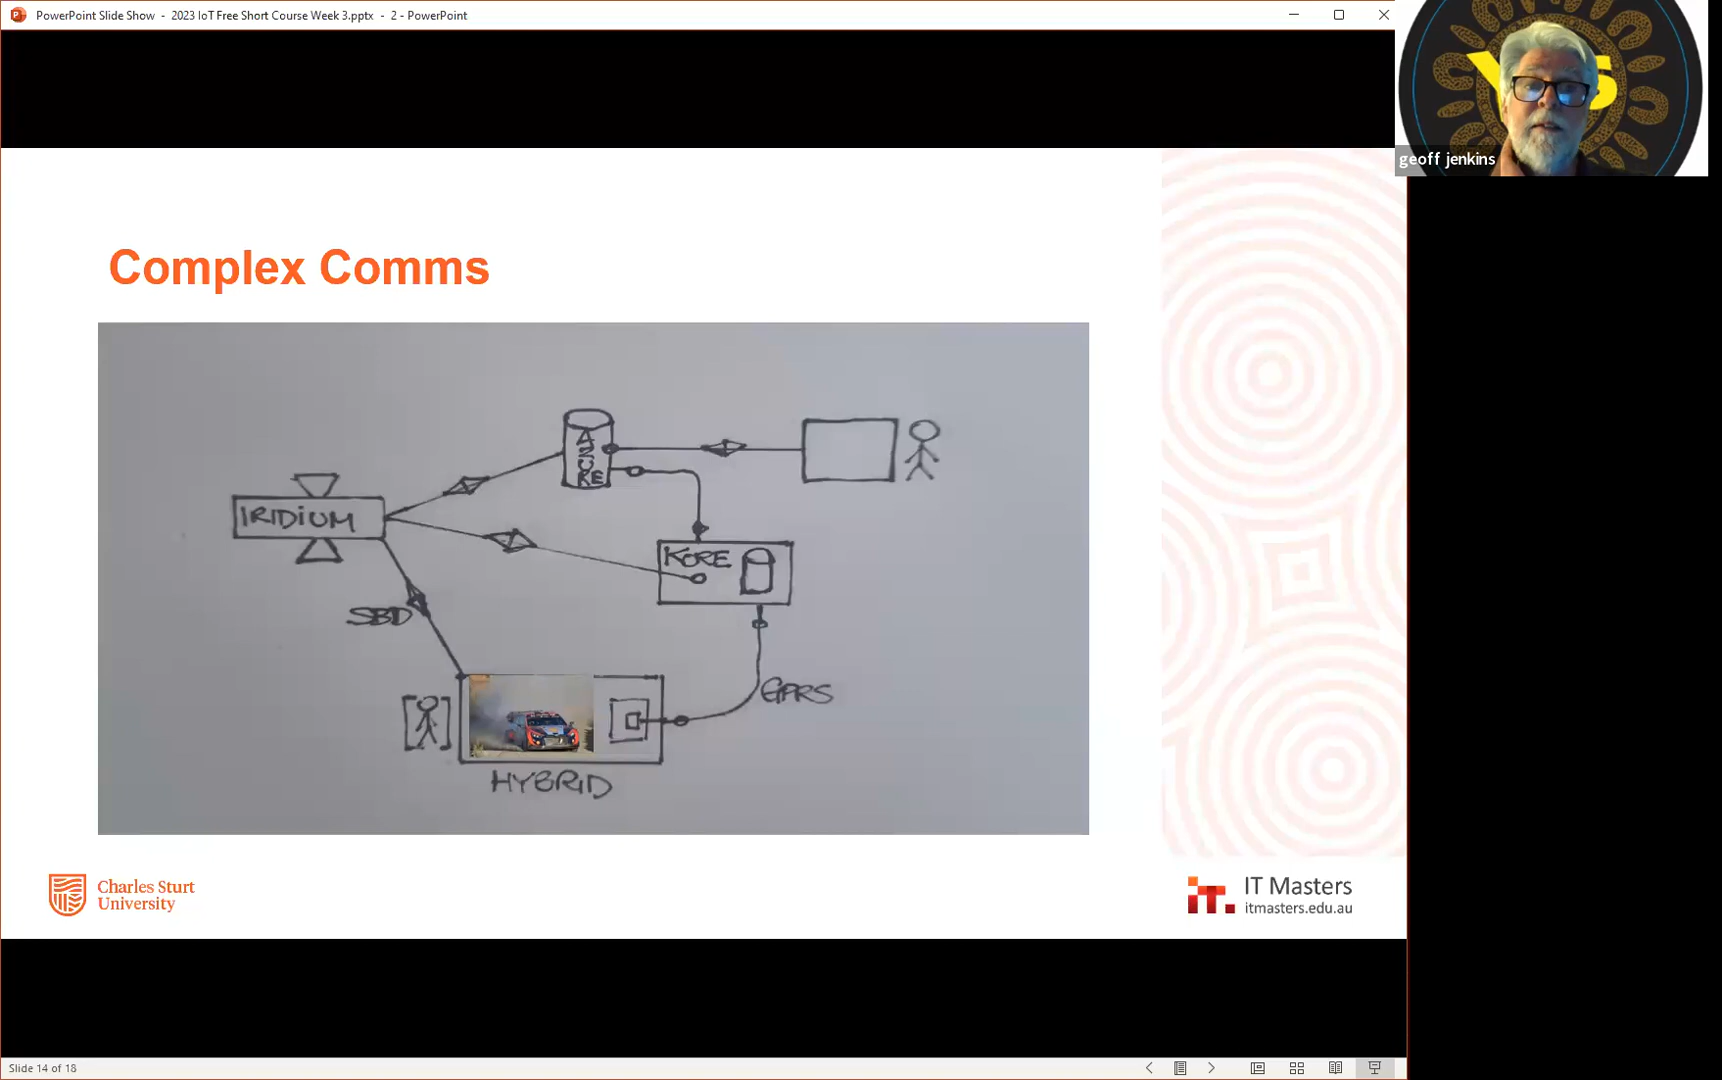 PowerPoint Slide Show - 2023 IoT Free Short Course Week 3.pptx - 2 - PowerPoint
geoff jenkins
Complex Comms
AZURE
IRIDIUM
KORE
SBD
GPRS
HYBRID
Charles Sturt
University
IT Masters
itmasters.edu.au
Slide 14 of 18